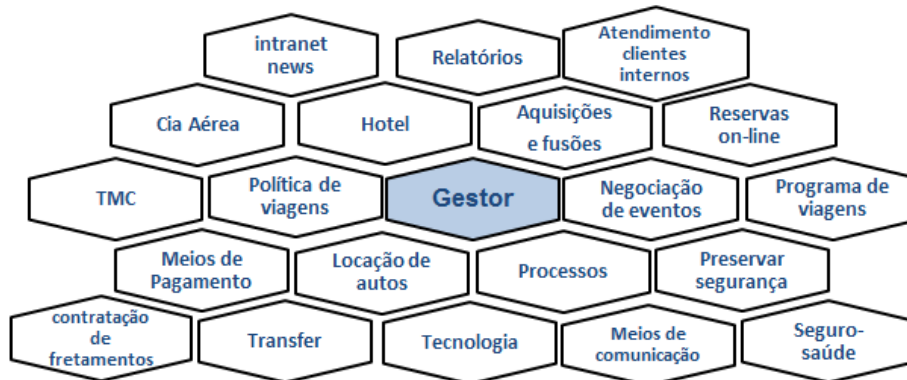 intranet
news
Relatórios
Atendimento
clientes
internos
Cia Aérea
Hotel
Aquisições
e fusões
Reservas
on-line
TMC
Política de
viagens
Gestor
Negociação
de eventos
Programa de
viagens
Meios de
Pagamento
Locação de
autos
Processos
Preservar
segurança
contratação
de
fretamentos
Transfer
Tecnologia
Meios de
comunicação
Seguro-
saúde